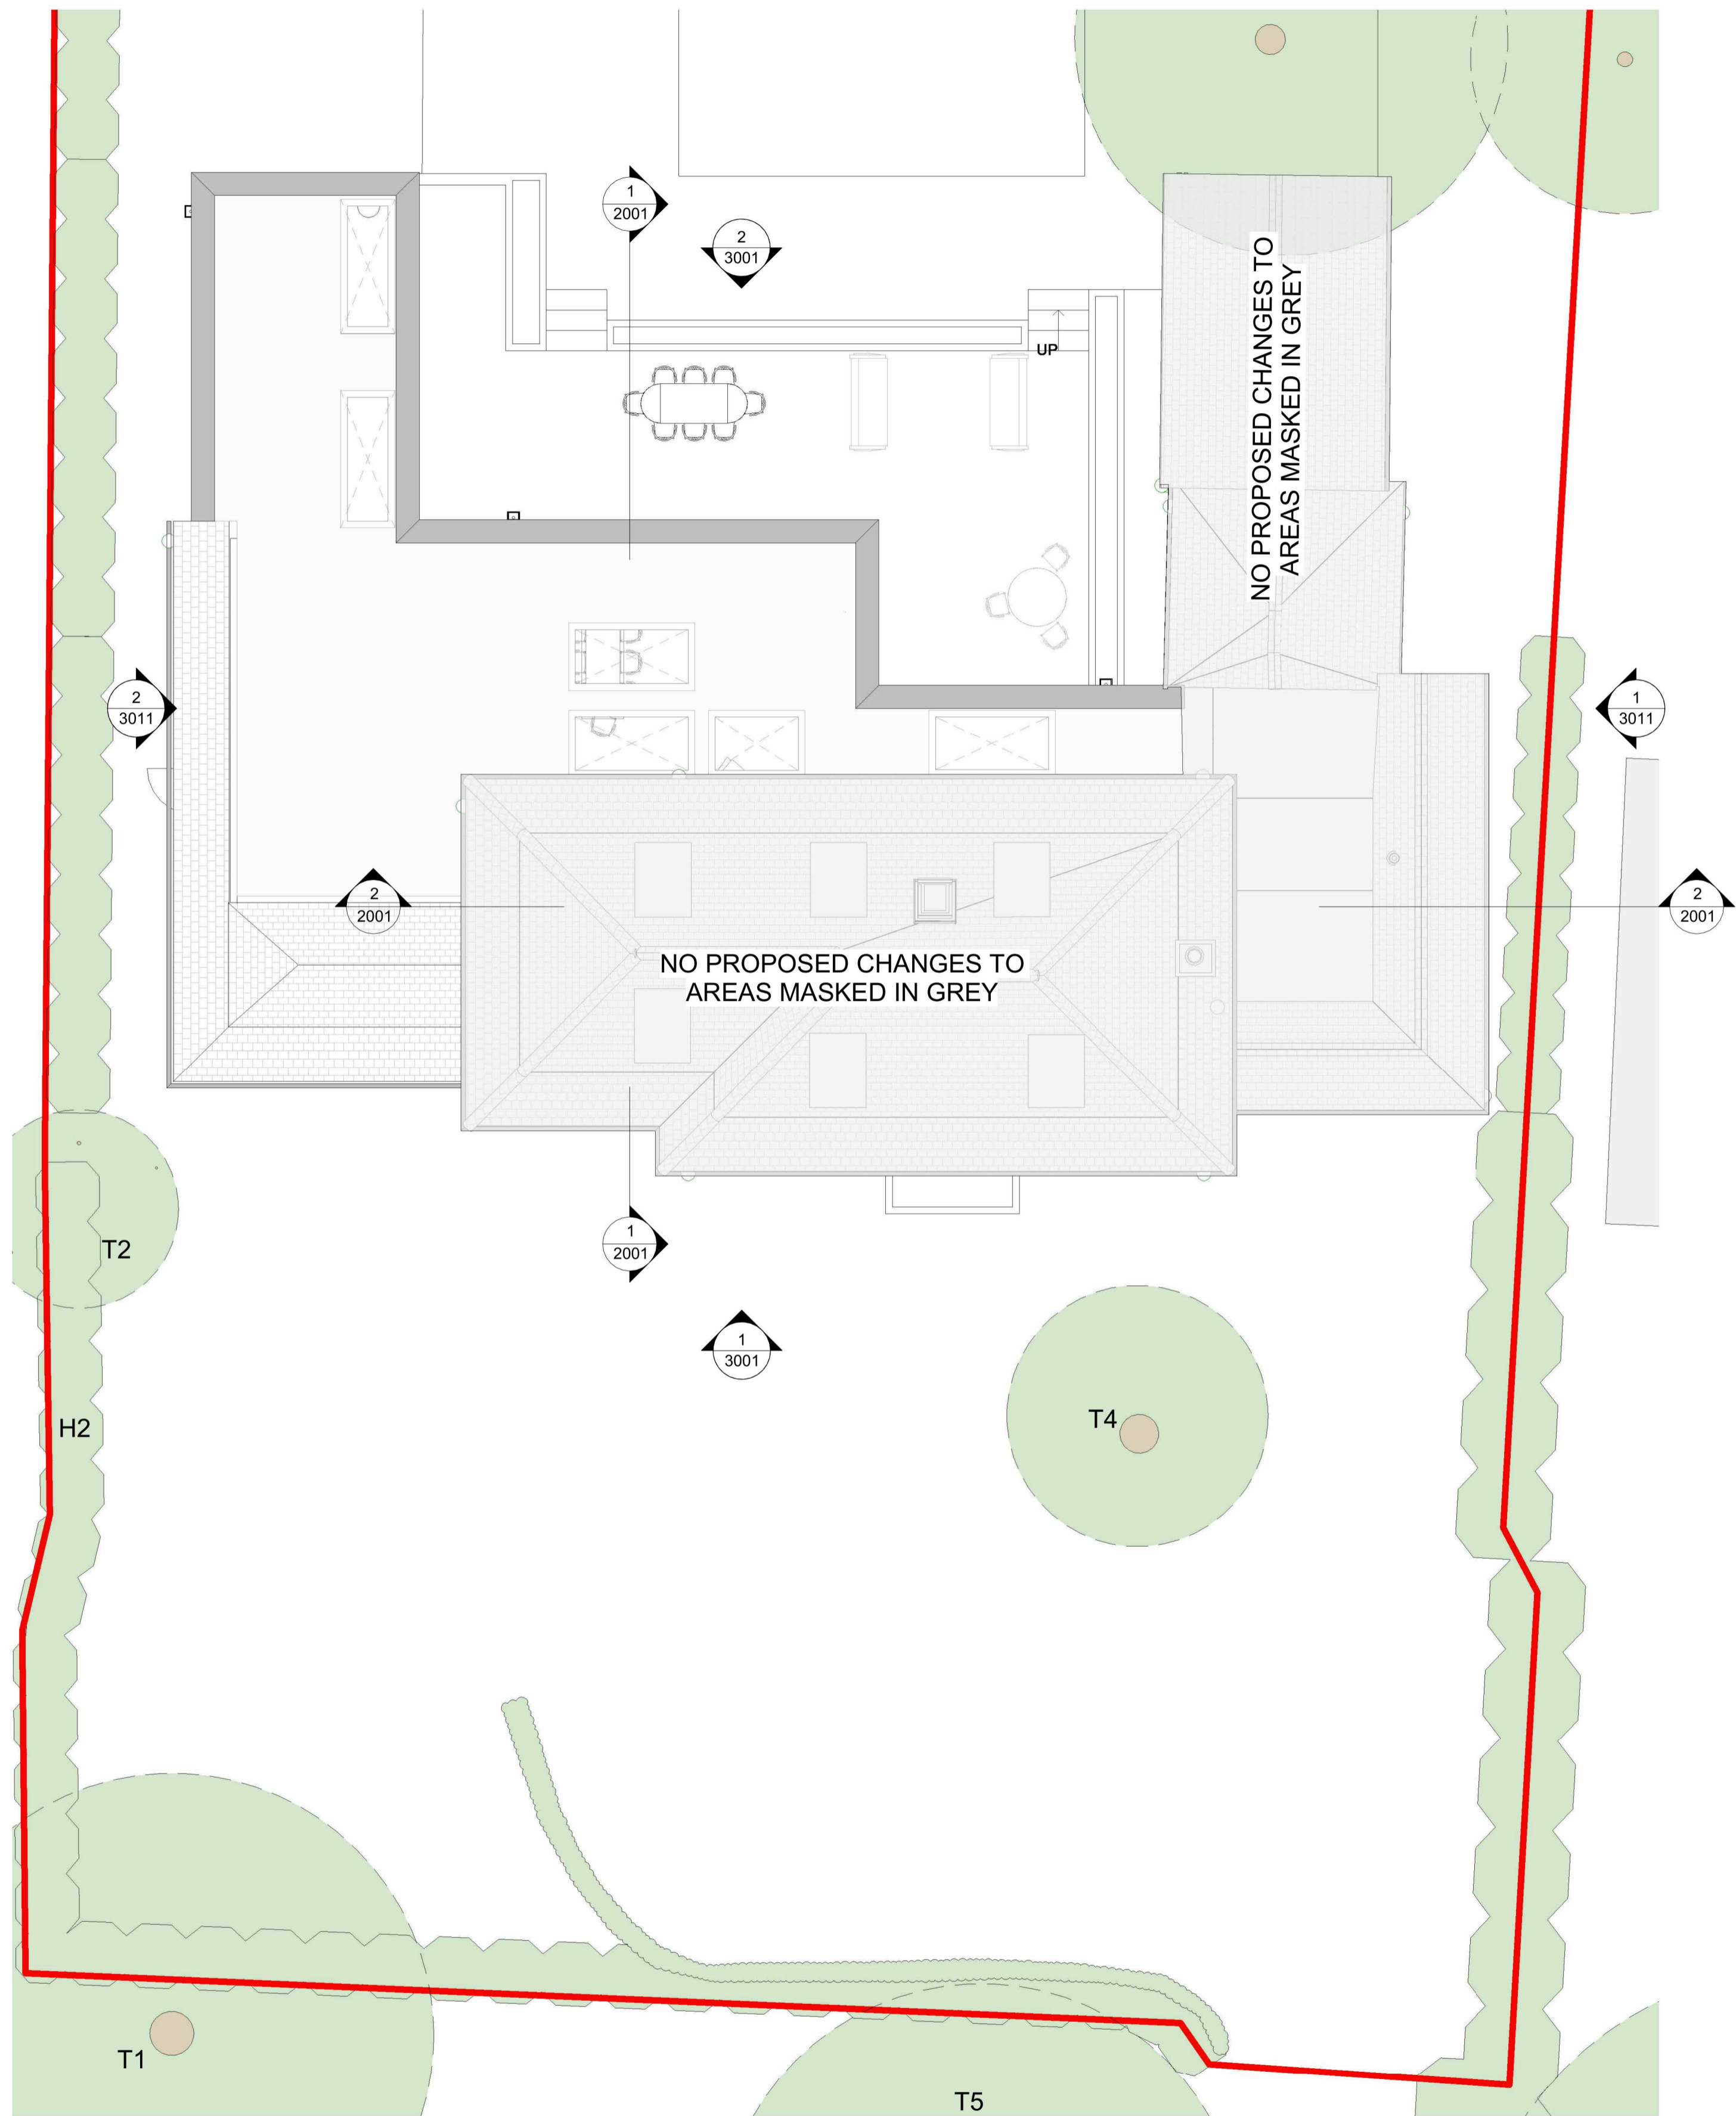 1
2001
2
3001
NO PROPOSED CHANGES TO
AREAS MASKED IN GREY
UP
2
3011
1
3011
2
2001
2
2001
NO PROPOSED CHANGES TO
AREAS MASKED IN GREY
T2
1
2001
1
3001
T4
H2
T1
T5